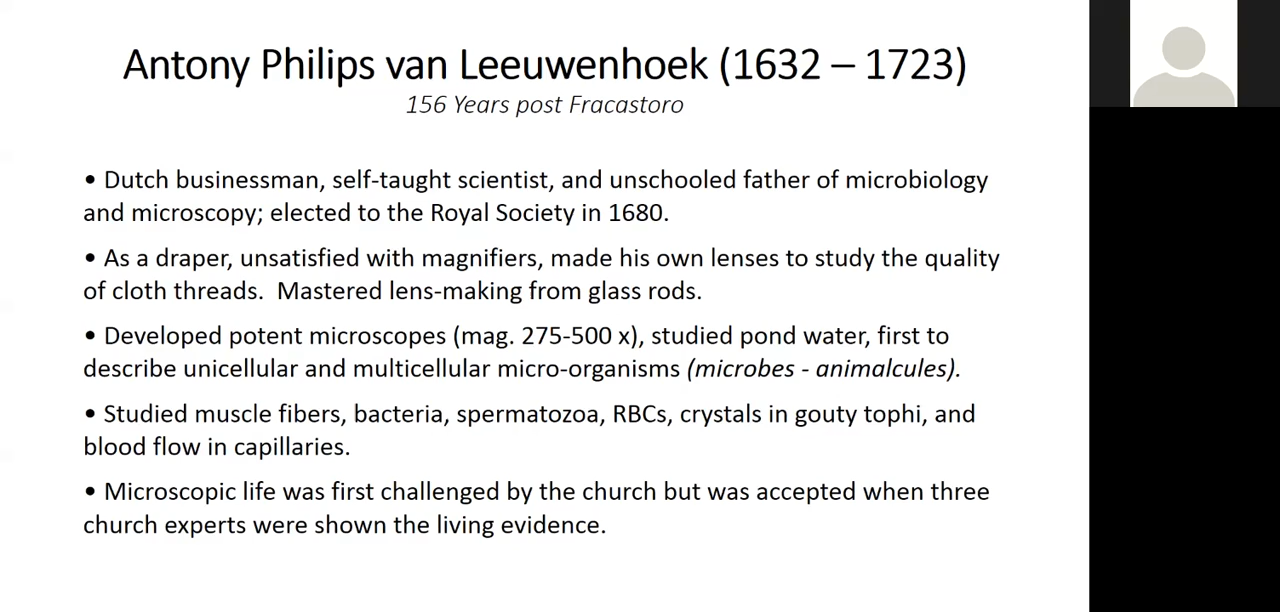 Antony Philips van Leeuwenhoek (1632 – 1723)
156 Years post Fracastoro
• Dutch businessman, self-taught scientist, and unschooled father of microbiology
and microscopy; elected to the Royal Society in 1680.
• As a draper, unsatisfied with magnifiers, made his own lenses to study the quality
of cloth threads.  Mastered lens-making from glass rods.
• Developed potent microscopes (mag. 275-500 x), studied pond water, first to
describe unicellular and multicellular micro-organisms (microbes - animalcules).
• Studied muscle fibers, bacteria, spermatozoa, RBCs, crystals in gouty tophi, and
blood flow in capillaries.
• Microscopic life was first challenged by the church but was accepted when three
church experts were shown the living evidence.